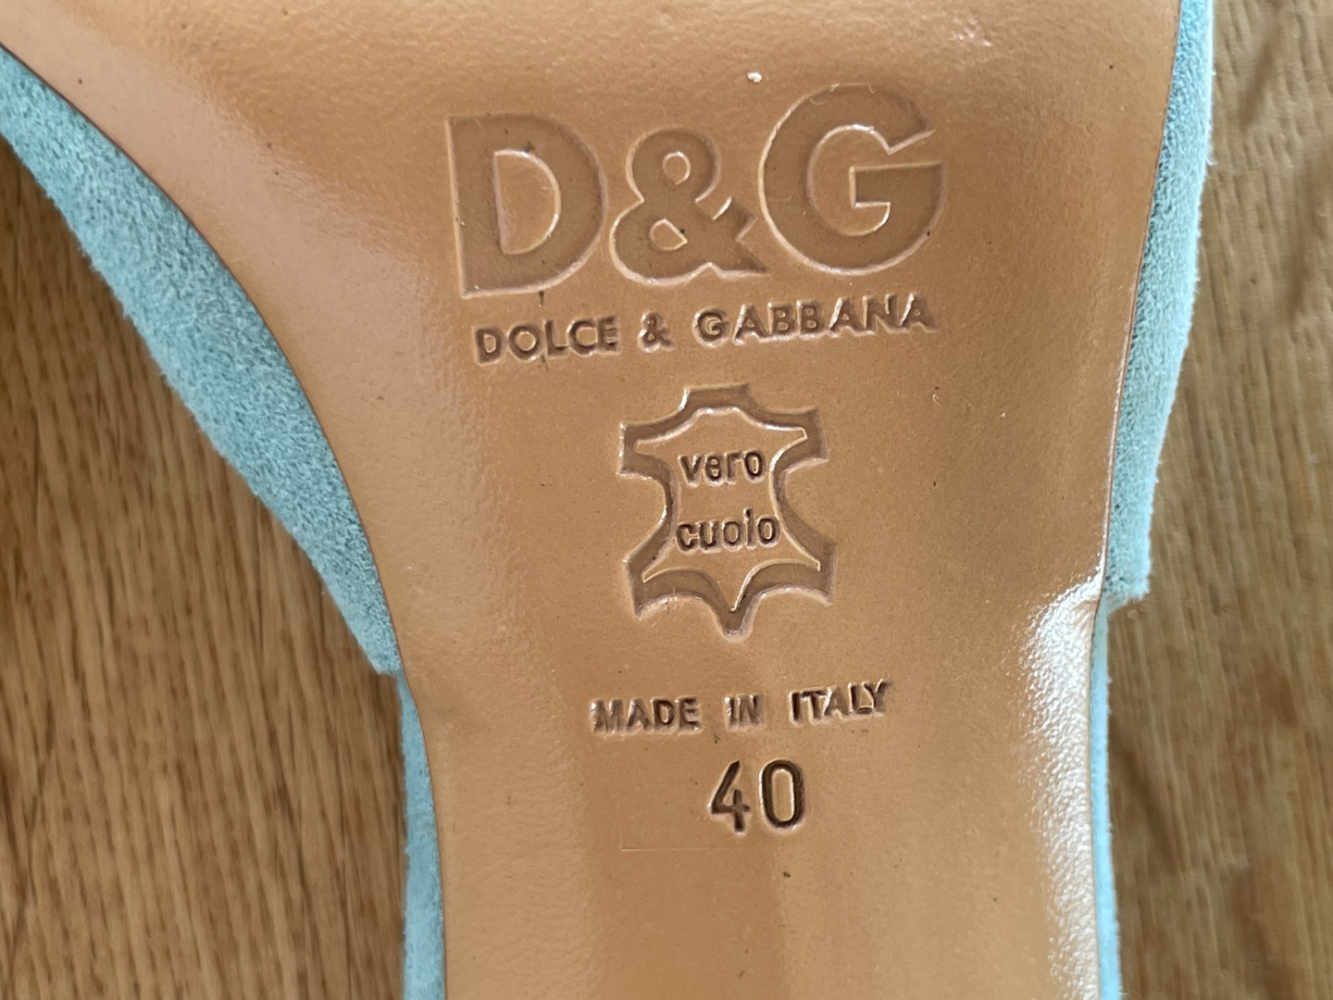 D&G
DOLCE & GABBANA
vero
cuoio
MADE IN ITALY
40